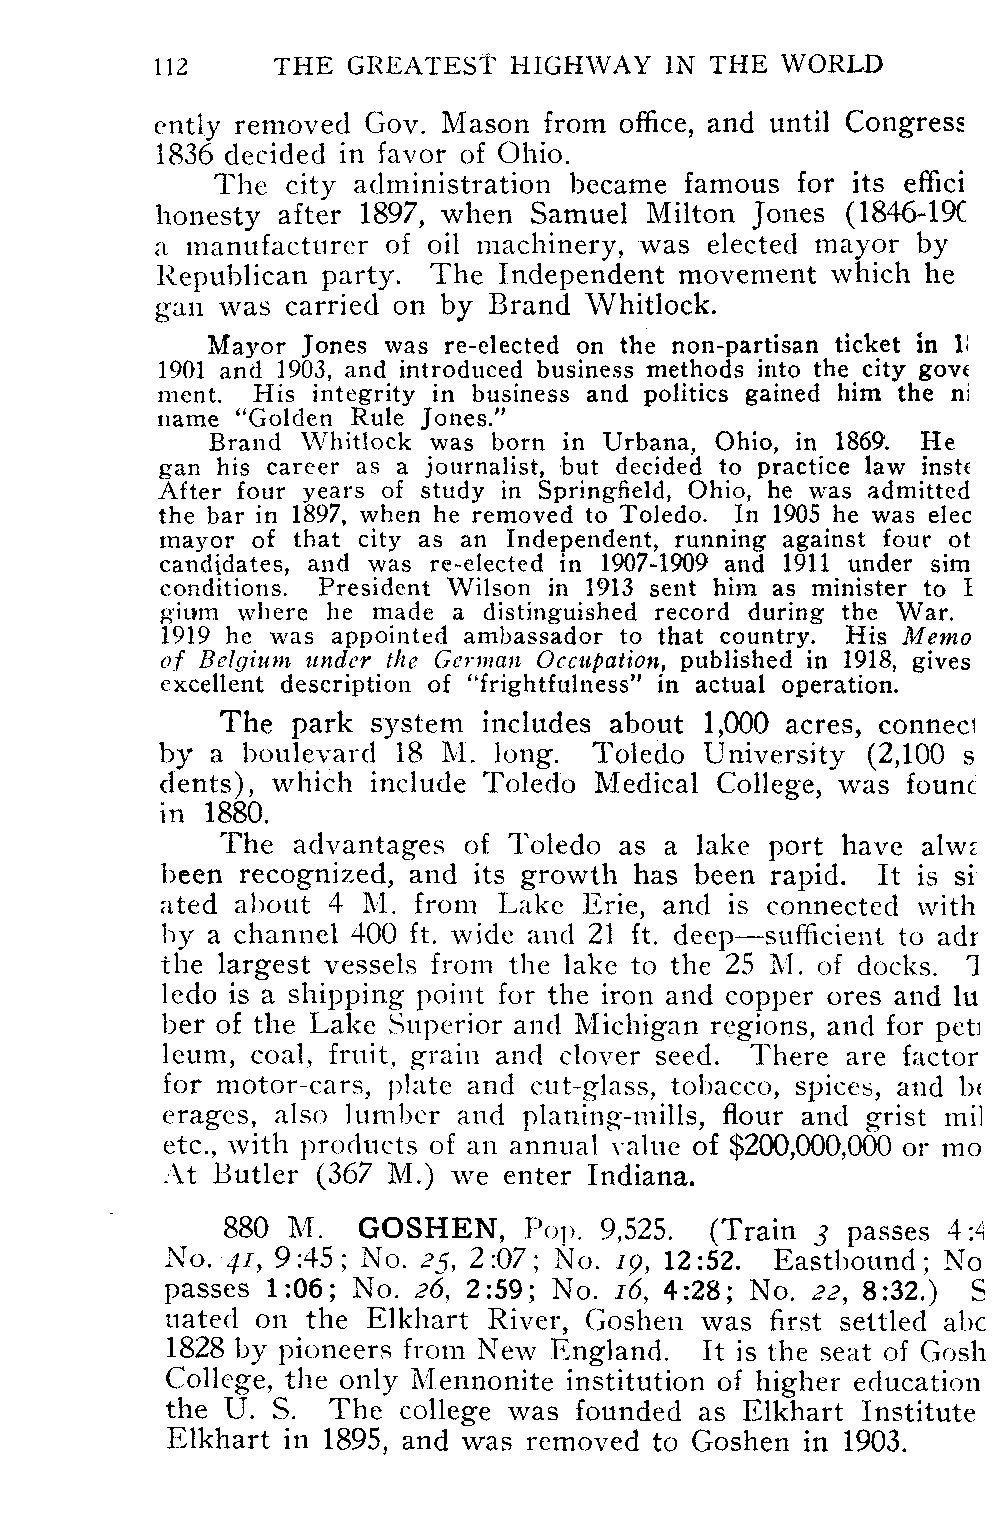 112 THE GREATEST HIGHWAY IN THE WORLD
ently removed Gov. Mason from office, and until Congress
1836 decided in favor of Ohio.
The city administration became famous for its effici
honesty after 1897, when Samuel Milton Jones (1846-190
a manufacturer of oil machinery, was elected mayor by
Republican party. The Independent movement which he
gan was carried on by Brand Whitlock.
Mayor Jones was re-elected on the non-partisan ticket in 1
1901 and 1903, and introduced business methods into the city gove
ment. His integrity in business and politics gained him the ni
name “Golden Rule Jones.”
Brand Whitlock was born in Urbana, Ohio, in 1869. He
gan his career as a journalist, but decided to practice law inste
After four years of study in Springfield, Ohio, he was admitted
the bar in 1897, when he removed to Toledo. In 1905 he was elec
mayor of that city as an Independent, running against four ot
candidates, and was re-elected in 1907-1909 and 1911 under sim
conditions. President Wilson in 1913 sent him as minister to
gium where he made a distinguished record during the War.
1919 he was appointed ambassador to that country. His Memo
of Belgium under the German Occupation, published in 1918, gives
excellent description of “frightfulness” in actual operation.
The park system includes about 1,000 acres, connect
by a boulevard 18 M. long. Toledo University (2,100 s
dents), which include Toledo Medical College, was found
in 1880.
The advantages of Toledo as a lake port have alwa
been recognized, and its growth has been rapid. It is si
ated about 4 M. from Lake Erie, and is connected with
by a channel 400 ft. wide and 21 ft. deep—sufficient to adr
the largest vessels from the lake to the 25 M. of docks. T
ledo is a shipping point for the iron and copper ores and lu
ber of the Lake Superior and Michigan regions, and for petr
leum, coal, fruit, grain and clover seed. There are factor
for motor-cars, plate and cut-glass, tobacco, spices, and be
erages, also lumber and planing-mills, flour and grist mil
etc., with products of an annual value of $200,000,000 or mo
At Butler (367 M.) we enter Indiana.
880 M. GOSHEN, Pop. 9,525. (Train 3 passes 4:4
No. 41, 9:45; No. 25, 2:07; No. 19, 12:52. Eastbound; No
passes 1:06; No. 26, 2:59; No. 16, 4:28; No. 22, 8:32.) S
uated on the Elkhart River, Goshen was first settled abo
1828 by pioneers from New England. It is the seat of Gosh
College, the only Mennonite institution of higher education
the U. S. The college was founded as Elkhart Institute
Elkhart in 1895, and was removed to Goshen in 1903.